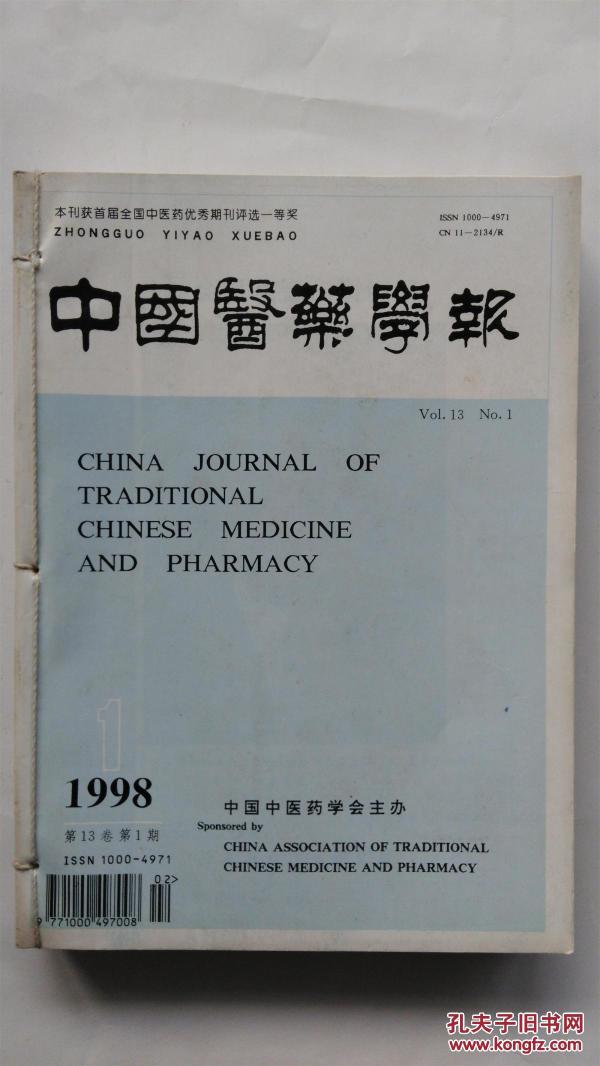 本刊获首届全国中医药优秀期刊评选一等奖
ZHONGGUO YIYAO XUEBAO
ISSN 1000-4971
CN 11-2134/R
中國醫藥學報
Vol. 13 No. 1
CHINA JOURNAL OF
TRADITIONAL
CHINESE MEDICINE
AND PHARMACY
1
1998
第13卷第1期
ISSN 1000-4971
中国中医药学会主办
Sponsored by
CHINA ASSOCIATION OF TRADITIONAL
CHINESE MEDICINE AND PHARMACY
02>
9 771000 497008
孔夫子旧书网
www.kongfz.com